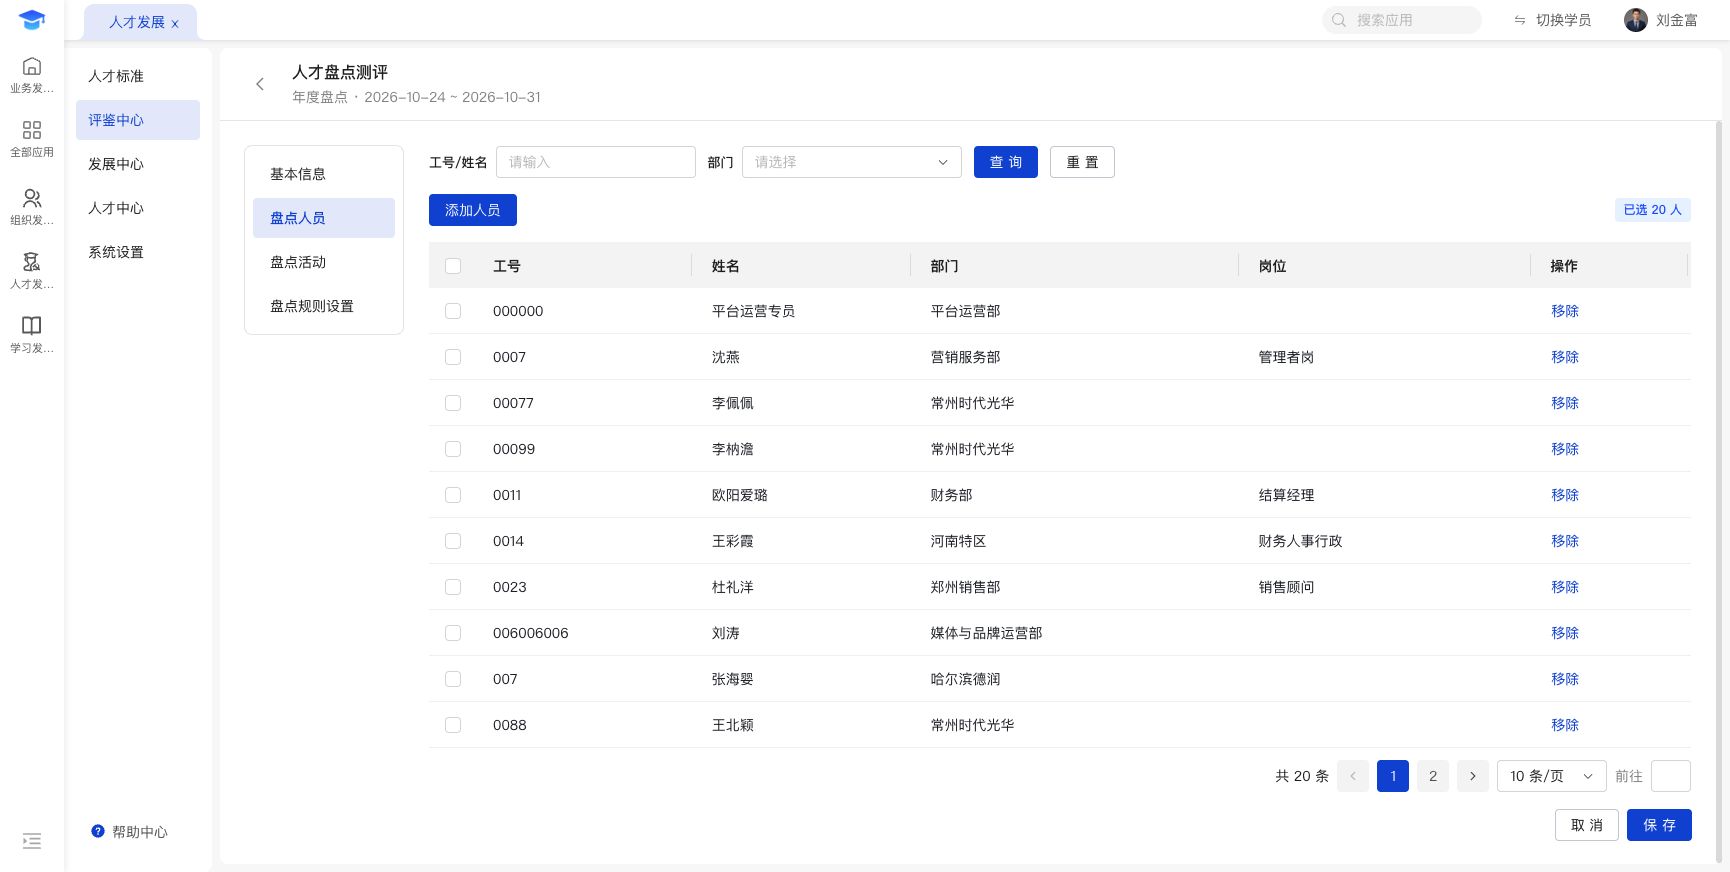 人才发展 x
搜索应用
切换学员
刘金富
业务发...
全部应用
组织发...
人才发...
学习发...
人才标准
评鉴中心
发展中心
人才中心
系统设置
帮助中心
人才盘点测评
年度盘点 · 2026-10-24 ~ 2026-10-31
基本信息
盘点人员
盘点活动
盘点规则设置
工号/姓名 请输入 部门 请选择 查 询 重 置
添加人员 已选 20 人
工号 姓名 部门 岗位 操作
000000 平台运营专员 平台运营部 移除
0007 沈燕 营销服务部 管理者岗 移除
00077 李佩佩 常州时代光华 移除
00099 李枘澹 常州时代光华 移除
0011 欧阳爱璐 财务部 结算经理 移除
0014 王彩霞 河南特区 财务人事行政 移除
0023 杜礼洋 郑州销售部 销售顾问 移除
006006006 刘涛 媒体与品牌运营部 移除
007 张海婴 哈尔滨德润 移除
0088 王北颖 常州时代光华 移除
共 20 条 1 2 10 条/页 前往
取 消 保 存